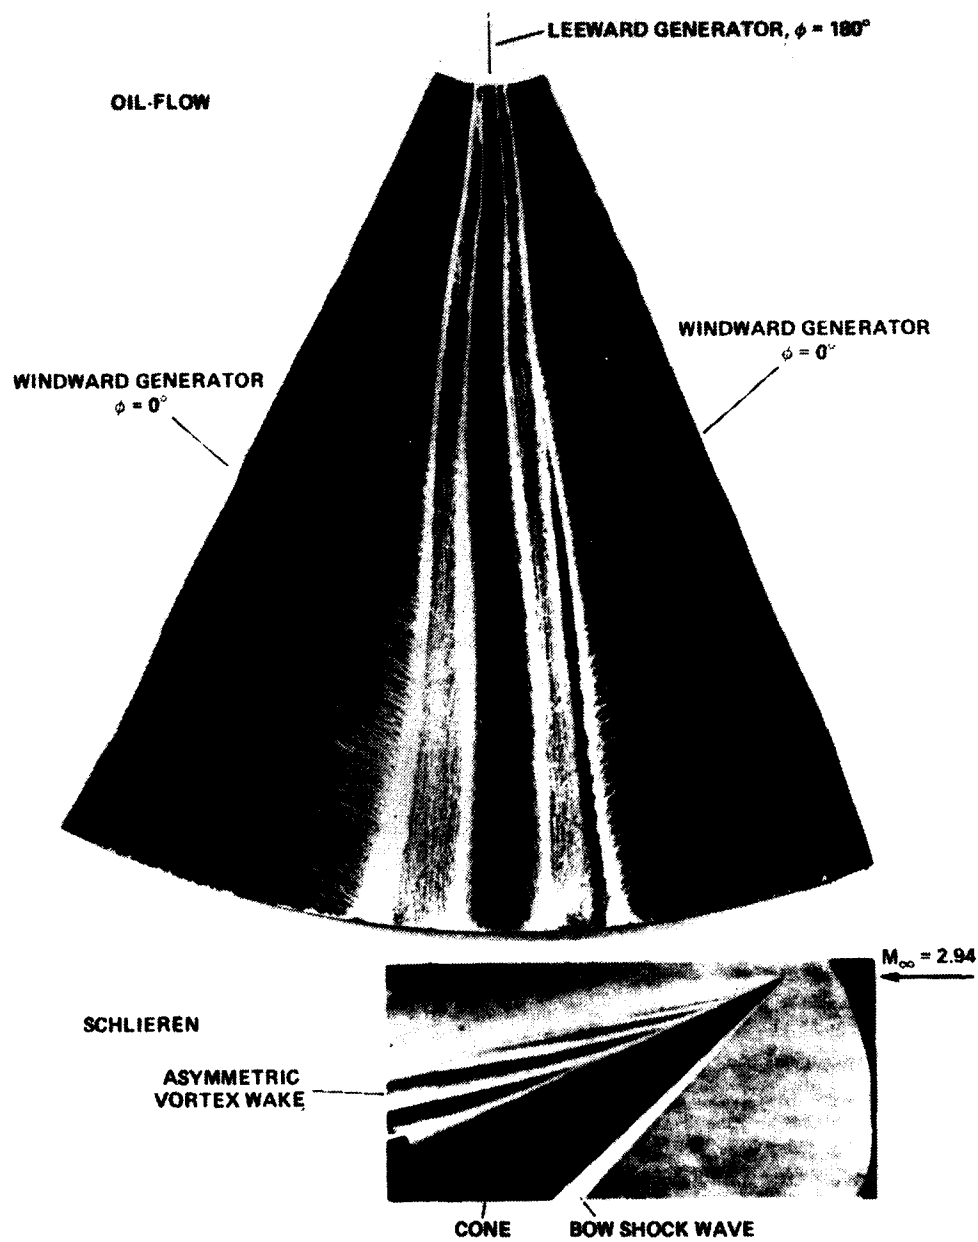 LEEWARD GENERATOR, ϕ = 180°
OIL-FLOW
WINDWARD GENERATOR
ϕ = 0°
WINDWARD GENERATOR
ϕ = 0°
M∞ = 2.94
SCHLIEREN
ASYMMETRIC
VORTEX WAKE
CONE
BOW SHOCK WAVE